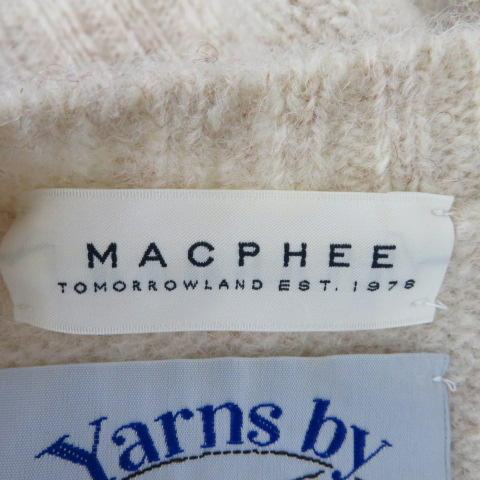 MACPHEE
TOMORROWLAND EST. 1978
Yarns by